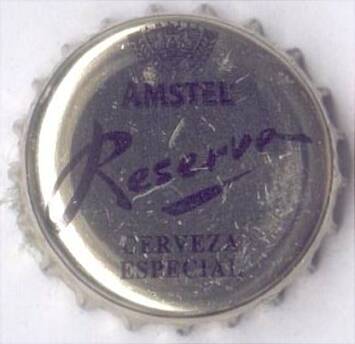 AMSTEL
Reserva
CERVEZA
ESPECIAL